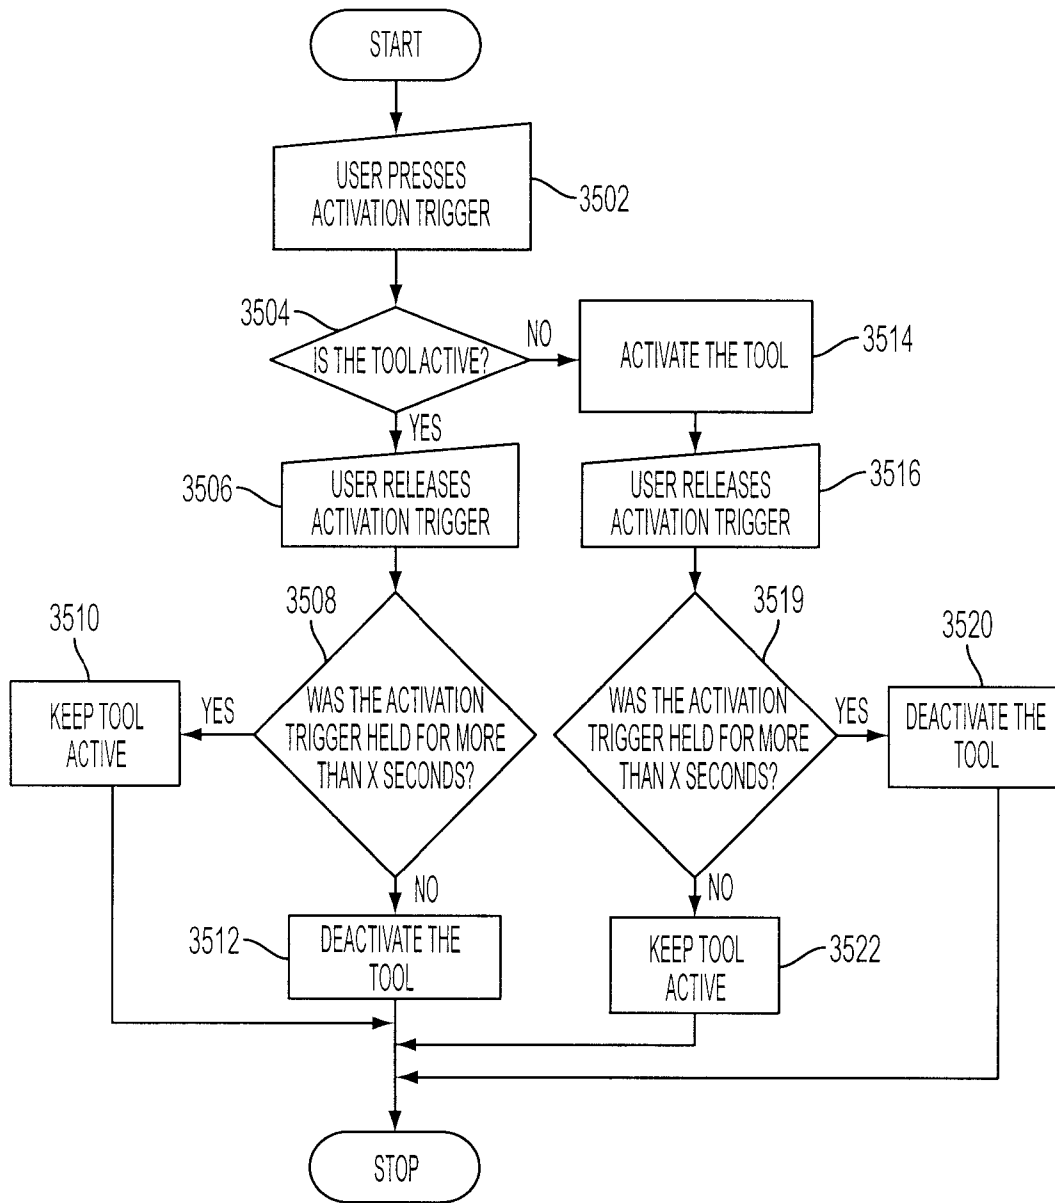 START
USER PRESSES
ACTIVATION TRIGGER
3502
3504
IS THE TOOL ACTIVE?
NO
ACTIVATE THE TOOL
3514
YES
3506
USER RELEASES
ACTIVATION TRIGGER
USER RELEASES
ACTIVATION TRIGGER
3516
3510
3508
3519
3520
KEEP TOOL
ACTIVE
YES
WAS THE ACTIVATION
TRIGGER HELD FOR MORE
THAN X SECONDS?
WAS THE ACTIVATION
TRIGGER HELD FOR MORE
THAN X SECONDS?
YES
DEACTIVATE THE
TOOL
NO
NO
3512
DEACTIVATE THE
TOOL
KEEP TOOL
ACTIVE
3522
STOP